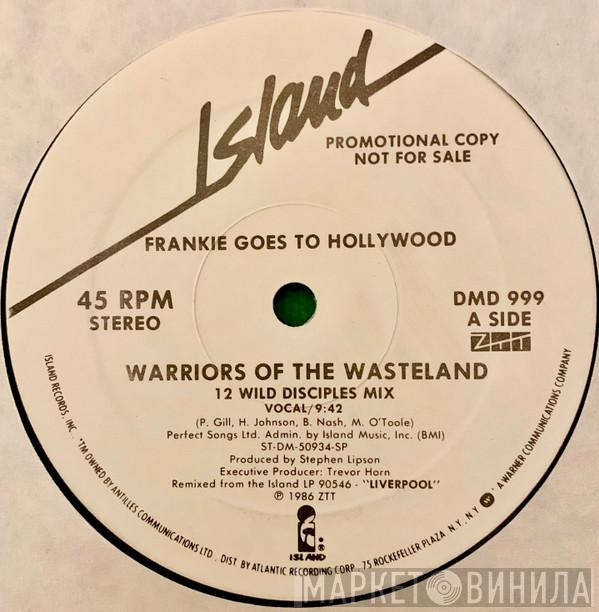 Island
PROMOTIONAL COPY
NOT FOR SALE
FRANKIE GOES TO HOLLYWOOD
45 RPM
STEREO
DMD 999
A SIDE
ZTT
WARRIORS OF THE WASTELAND
12 WILD DISCIPLES MIX
VOCAL/9:42
(P. Gill, H. Johnson, B. Nash, M. O'Toole)
Perfect Songs Ltd. Admin. by Island Music, Inc. (BMI)
ST-DM-50934-SP
Produced by Stephen Lipson
Executive Producer: Trevor Horn
Remixed from the Island LP 90546 - "LIVERPOOL"
℗ 1986 ZTT
ISLAND®
ISLAND RECORDS, INC. *TM OWNED BY ANTILLES COMMUNICATIONS LTD. DIST. BY ATLANTIC RECORDING CORP., 75 ROCKEFELLER PLAZA, N.Y., N.Y. A WARNER COMMUNICATIONS COMPANY
МАРКЕТ ВИНИЛА